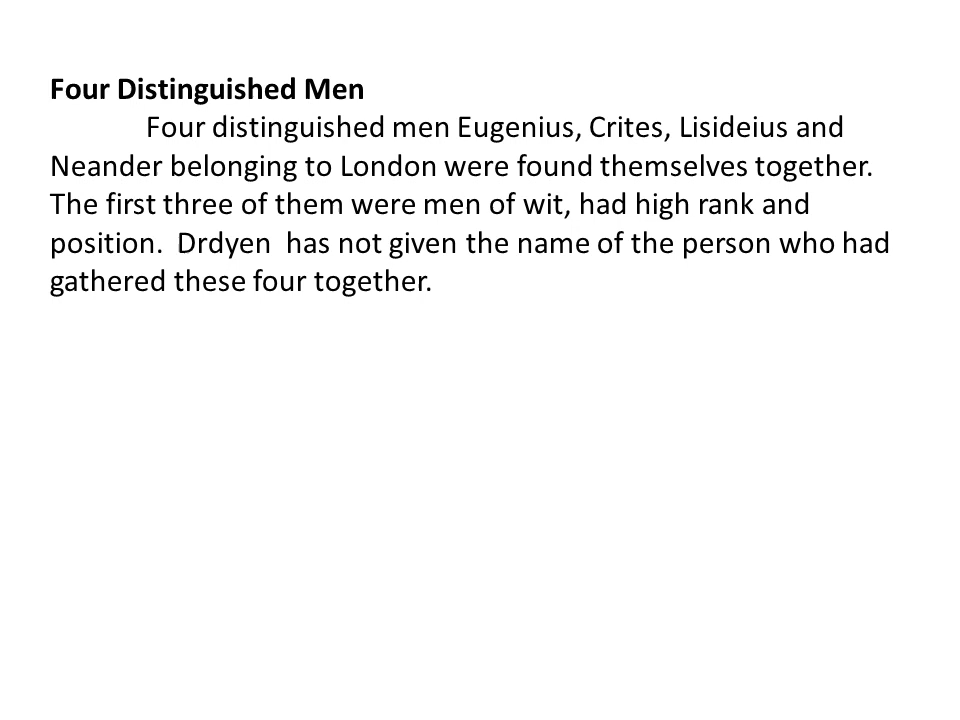 Four Distinguished Men
Four distinguished men Eugenius, Crites, Lisideius and
Neander belonging to London were found themselves together.
The first three of them were men of wit, had high rank and
position.  Drdyen  has not given the name of the person who had
gathered these four together.